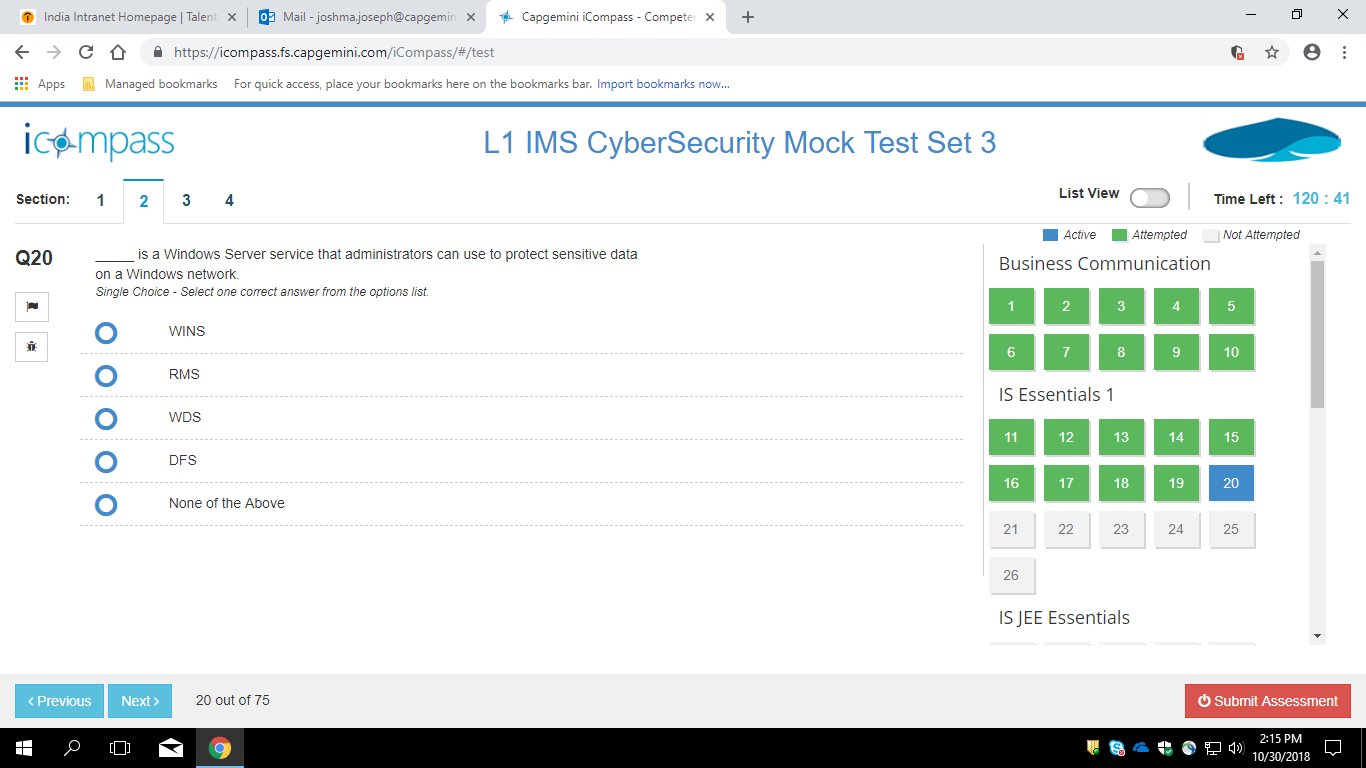 India Intranet Homepage | Talent
Mail - joshma.joseph@capgemin
Capgemini iCompass - Competen
https://icompass.fs.capgemini.com/iCompass/#/test
Apps
Managed bookmarks
For quick access, place your bookmarks here on the bookmarks bar. Import bookmarks now...
icompass
L1 IMS CyberSecurity Mock Test Set 3
Section: 1 2 3 4
List View
Time Left : 120 : 41
Active Attempted Not Attempted
Q20
_____ is a Windows Server service that administrators can use to protect sensitive data
on a Windows network.
Single Choice - Select one correct answer from the options list.
WINS
RMS
WDS
DFS
None of the Above
Business Communication
1 2 3 4 5
6 7 8 9 10
IS Essentials 1
11 12 13 14 15
16 17 18 19 20
21 22 23 24 25
26
IS JEE Essentials
‹ Previous
Next ›
20 out of 75
Submit Assessment
2:15 PM
10/30/2018